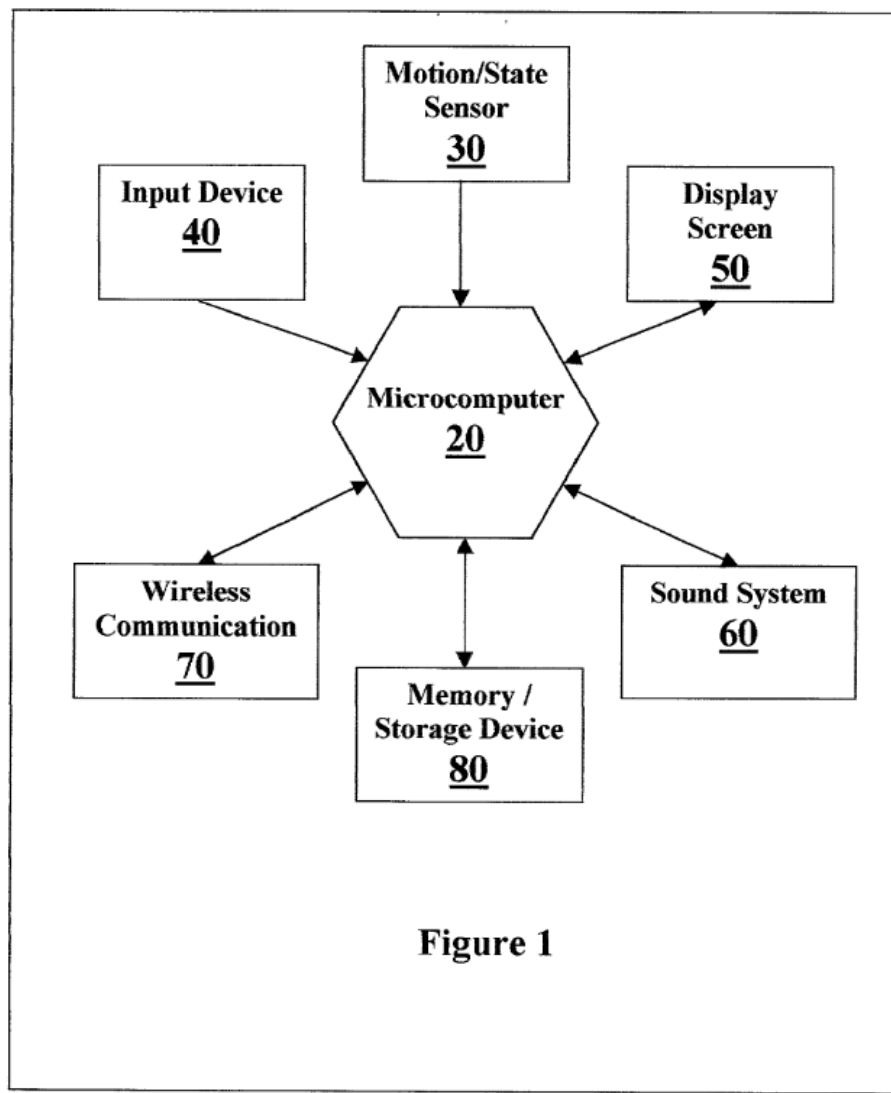 Motion/State
Sensor
30
Input Device
40
Display
Screen
50
Microcomputer
20
Wireless
Communication
70
Sound System
60
Memory /
Storage Device
80
Figure 1